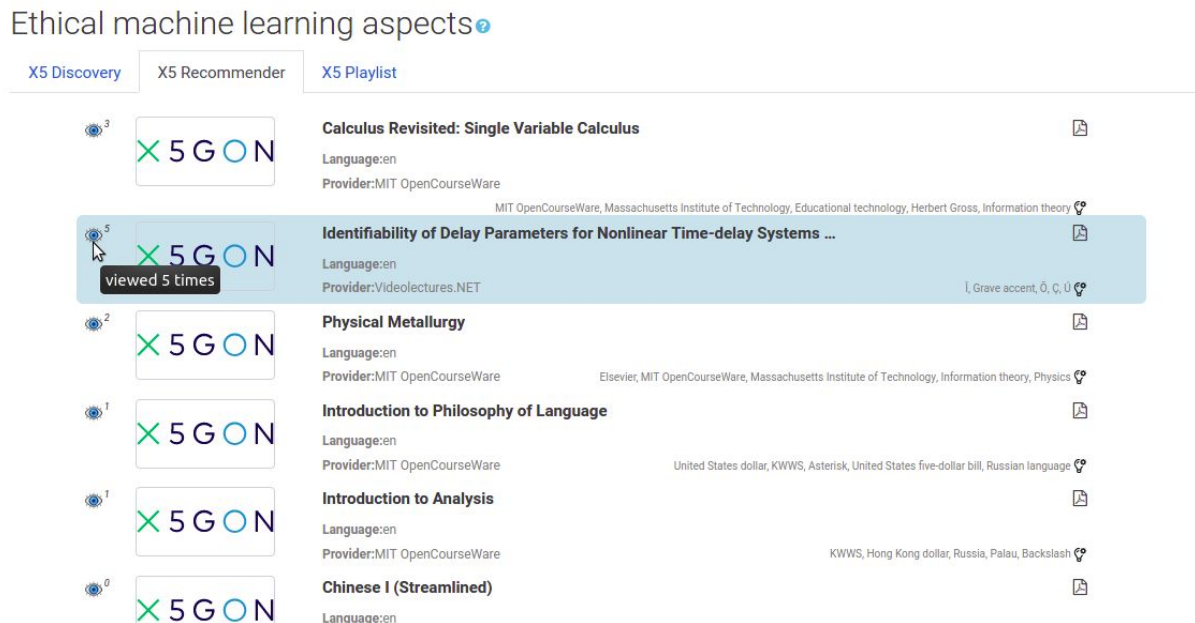 Ethical machine learning aspects
X5 Discovery X5 Recommender X5 Playlist
3
X5GON
Calculus Revisited: Single Variable Calculus
Language:en
Provider:MIT OpenCourseWare
MIT OpenCourseWare, Massachusetts Institute of Technology, Educational technology, Herbert Gross, Information theory
5
X5GON
viewed 5 times
Identifiability of Delay Parameters for Nonlinear Time-delay Systems ...
Language:en
Provider:Videolectures.NET
Î, Grave accent, Ô, Ç, Ú
2
X5GON
Physical Metallurgy
Language:en
Provider:MIT OpenCourseWare
Elsevier, MIT OpenCourseWare, Massachusetts Institute of Technology, Information theory, Physics
1
X5GON
Introduction to Philosophy of Language
Language:en
Provider:MIT OpenCourseWare
United States dollar, KWWS, Asterisk, United States five-dollar bill, Russian language
1
X5GON
Introduction to Analysis
Language:en
Provider:MIT OpenCourseWare
KWWS, Hong Kong dollar, Russia, Palau, Backslash
0
X5GON
Chinese I (Streamlined)
Language:en